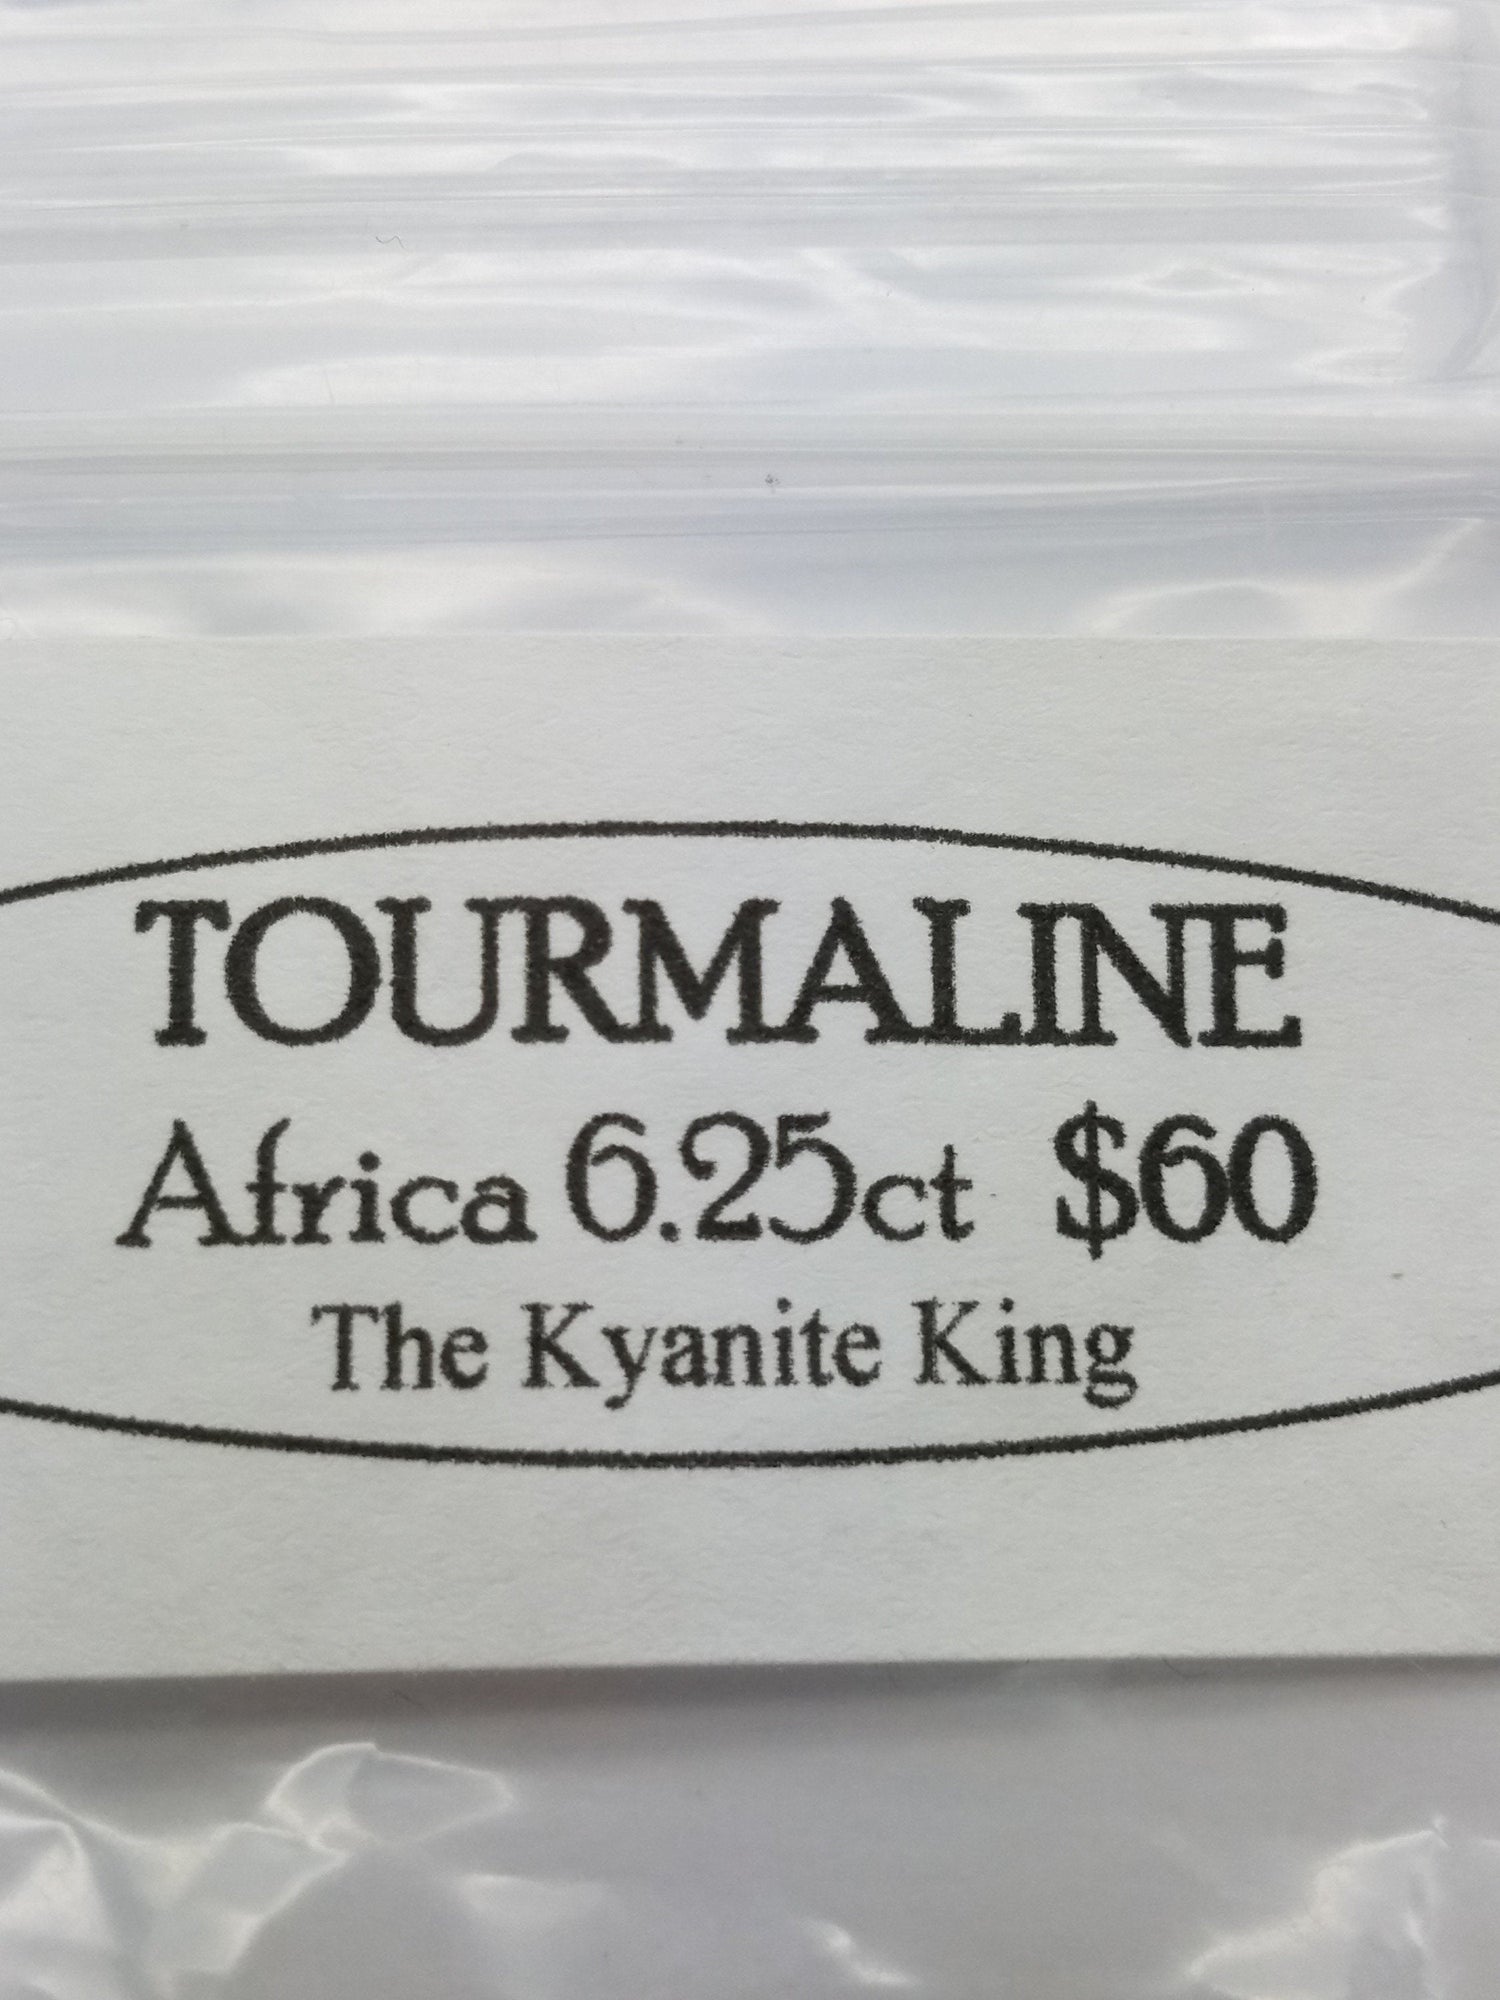 TOURMALINE
Africa 6.25ct $60
The Kyanite King